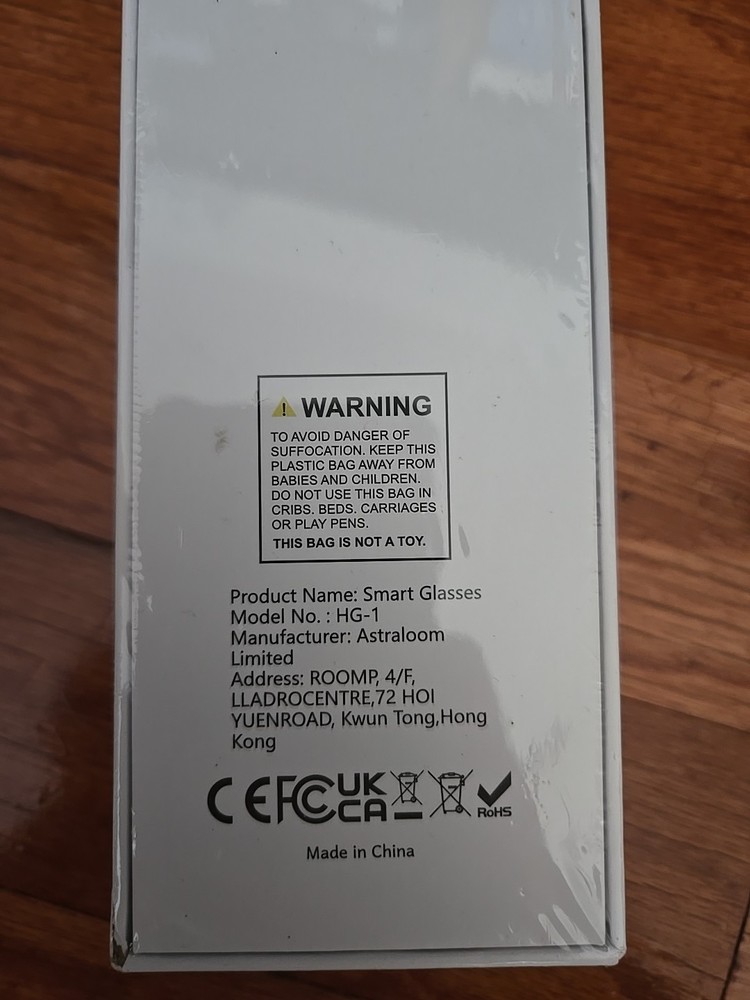 WARNING
TO AVOID DANGER OF
SUFFOCATION. KEEP THIS
PLASTIC BAG AWAY FROM
BABIES AND CHILDREN.
DO NOT USE THIS BAG IN
CRIBS. BEDS. CARRIAGES
OR PLAY PENS.
THIS BAG IS NOT A TOY.
Product Name: Smart Glasses
Model No. : HG-1
Manufacturer: Astraloom
Limited
Address: ROOMP, 4/F,
LLADROCENTRE,72 HOI
YUENROAD, Kwun Tong,Hong
Kong
CE FC UK CA RoHS
Made in China